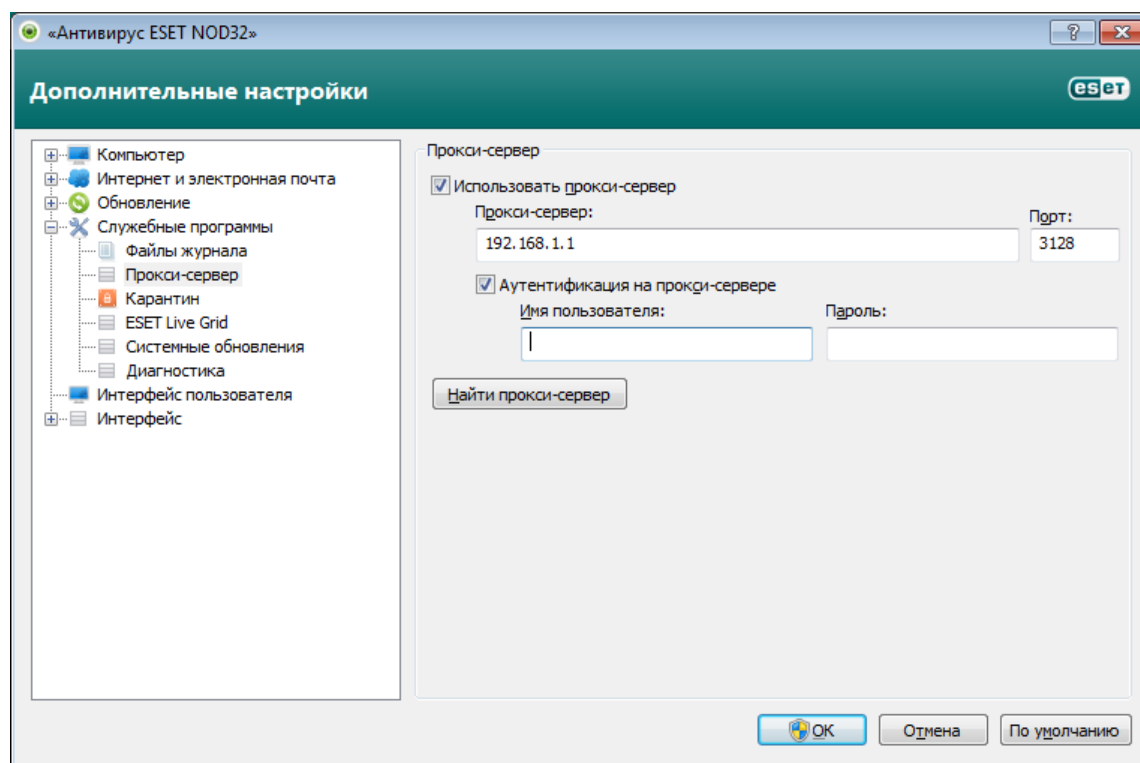 «Антивирус ESET NOD32»
?
Дополнительные настройки
eset
Компьютер
Интернет и электронная почта
Обновление
Служебные программы
Файлы журнала
Прокси-сервер
Карантин
ESET Live Grid
Системные обновления
Диагностика
Интерфейс пользователя
Интерфейс
Прокси-сервер
Использовать прокси-сервер
Прокси-сервер:
Порт:
192.168.1.1
3128
Аутентификация на прокси-сервере
Имя пользователя:
Пароль:
Найти прокси-сервер
OK
Отмена
По умолчанию